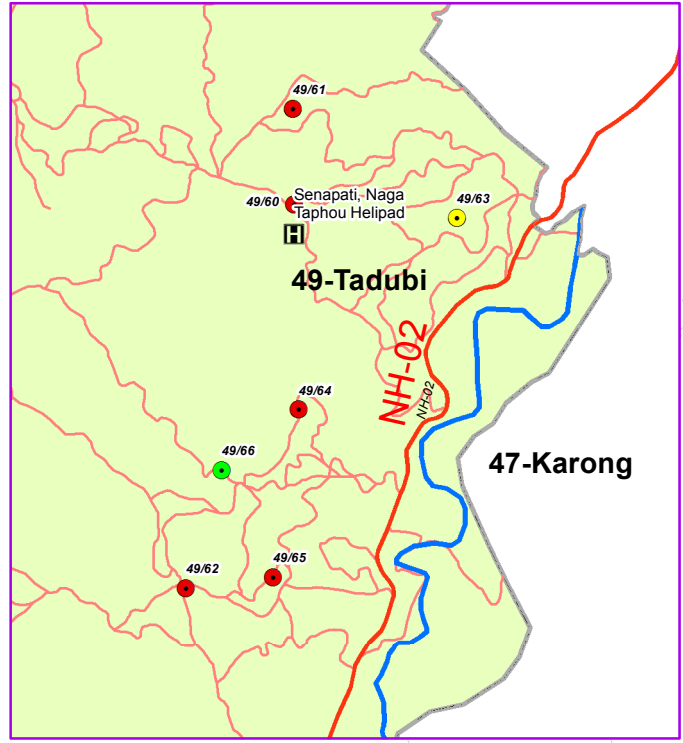 49/61
49/60
Senapati, Naga
Taphou Helipad
49/63
H
49-Tadubi
NH-02
NH-02
49/64
49/66
47-Karong
49/65
49/62